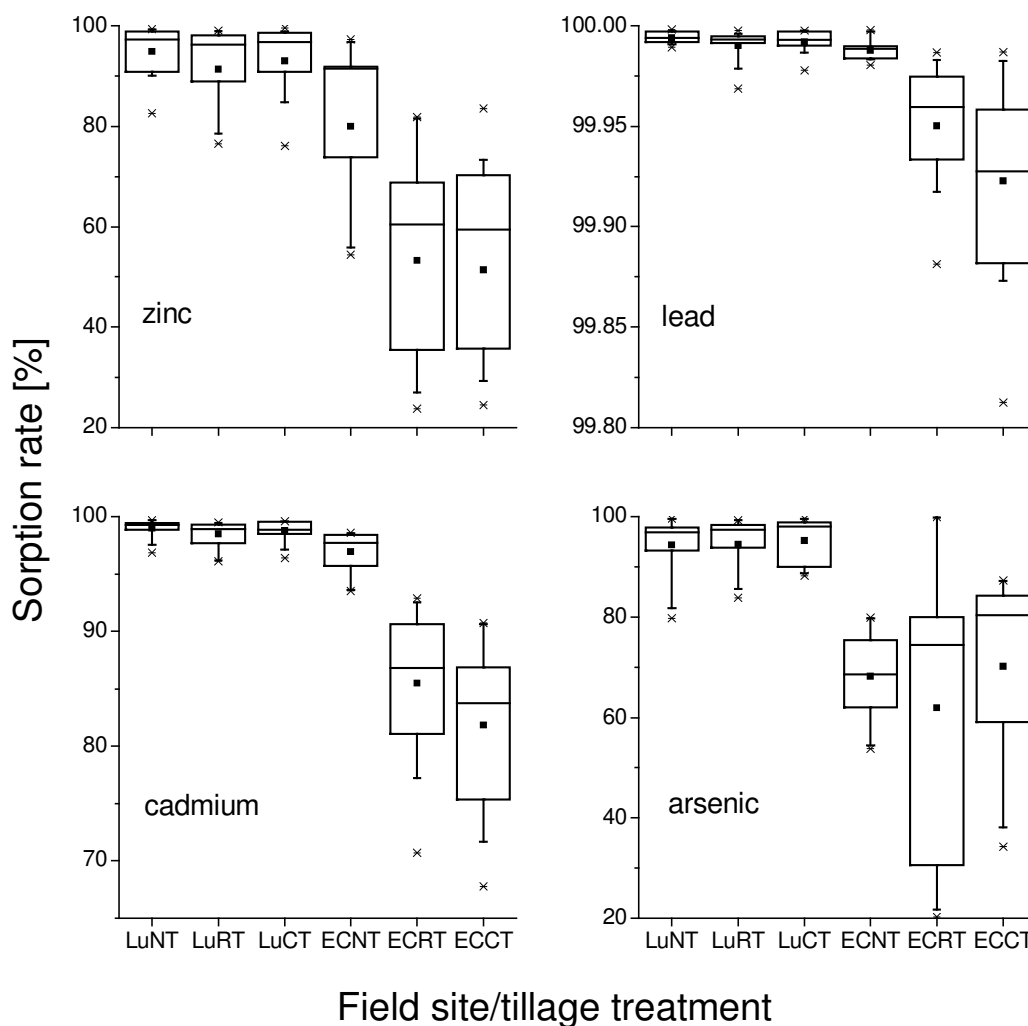 100
80
60
40
20
zinc
100.00
99.95
99.90
99.85
99.80
lead
Sorption rate [%]
100
90
80
70
cadmium
100
80
60
40
20
arsenic
LuNT LuRT LuCT ECNT ECRT ECCT
LuNT LuRT LuCT ECNT ECRT ECCT
Field site/tillage treatment